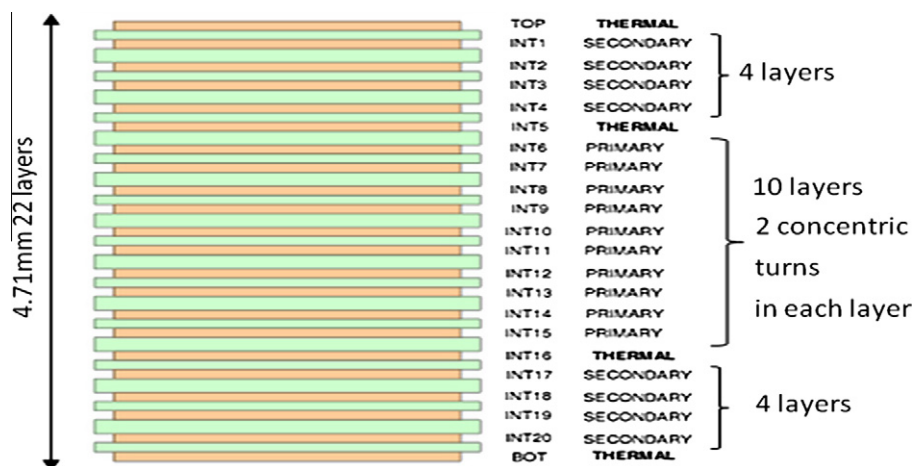 4.71mm 22 layers
TOP THERMAL
INT1 SECONDARY
INT2 SECONDARY
INT3 SECONDARY
INT4 SECONDARY
4 layers
INT5 THERMAL
INT6 PRIMARY
INT7 PRIMARY
INT8 PRIMARY
INT9 PRIMARY
INT10 PRIMARY
INT11 PRIMARY
INT12 PRIMARY
INT13 PRIMARY
INT14 PRIMARY
INT15 PRIMARY
10 layers
2 concentric
turns
in each layer
INT16 THERMAL
INT17 SECONDARY
INT18 SECONDARY
INT19 SECONDARY
INT20 SECONDARY
4 layers
BOT THERMAL